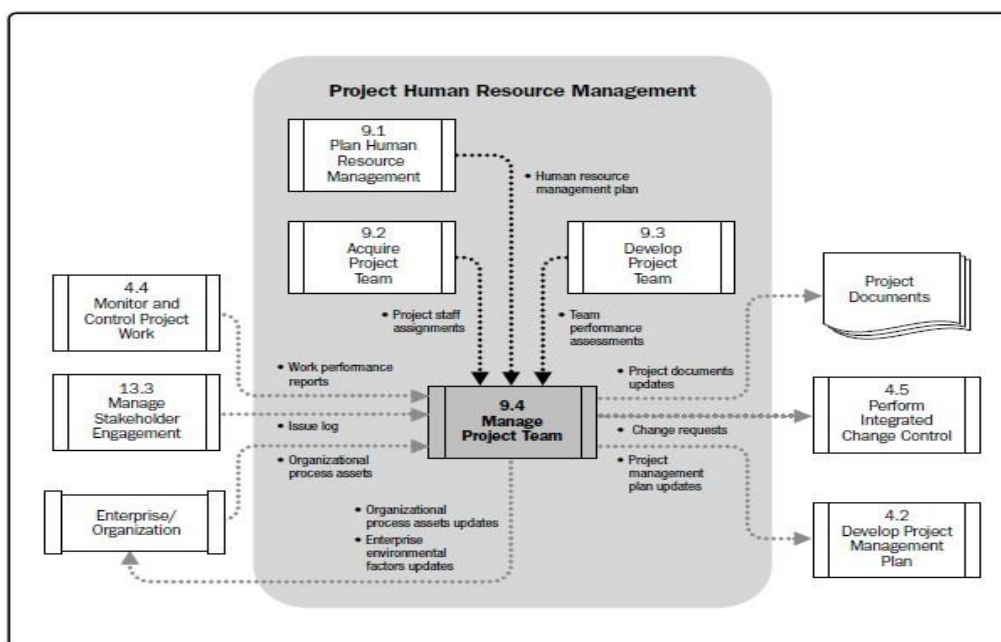 Project Human Resource Management
9.1
Plan Human
Resource
Management
• Human resource
management plan
9.2
Acquire
Project
Team
9.3
Develop
Project Team
4.4
Monitor and
Control Project
Work
Project
Documents
• Project staff
assignments
• Team
performance
assessments
• Work performance
reports
• Project documents
updates
13.3
Manage
Stakeholder
Engagement
• Issue log
9.4
Manage
Project Team
• Change requests
4.5
Perform
Integrated
Change Control
• Organizational
process assets
• Project
management
plan updates
Enterprise/
Organization
• Organizational
process assets updates
• Enterprise
environmental
factors updates
4.2
Develop Project
Management
Plan